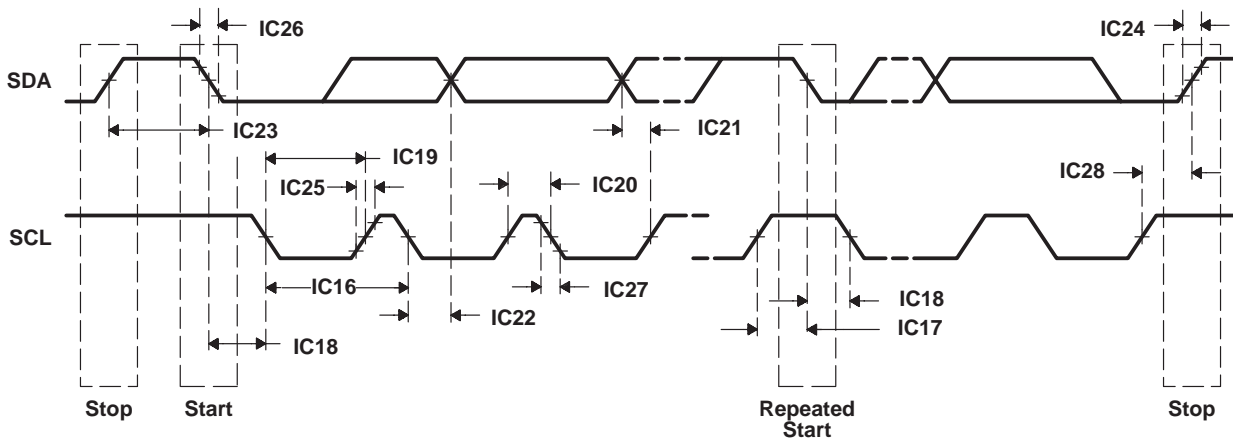 IC26
IC24
SDA
IC23
IC21
IC19
IC25
IC20
IC28
SCL
IC16
IC27
IC22
IC18
IC17
IC18
Stop
Start
Repeated
Start
Stop